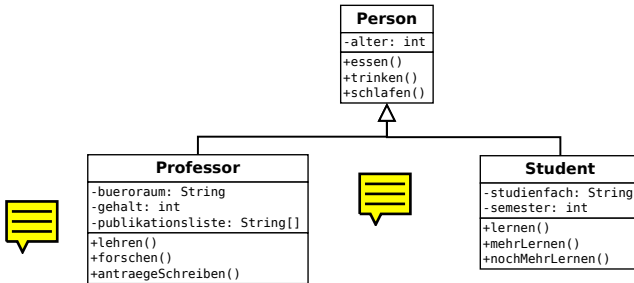 Person
-alter: int
+essen()
+trinken()
+schlafen()
Professor
-bueroraum: String
-gehalt: int
-publikationsliste: String[]
+lehren()
+forschen()
+antraegeSchreiben()
Student
-studienfach: String
-semester: int
+lernen()
+mehrLernen()
+nochMehrLernen()